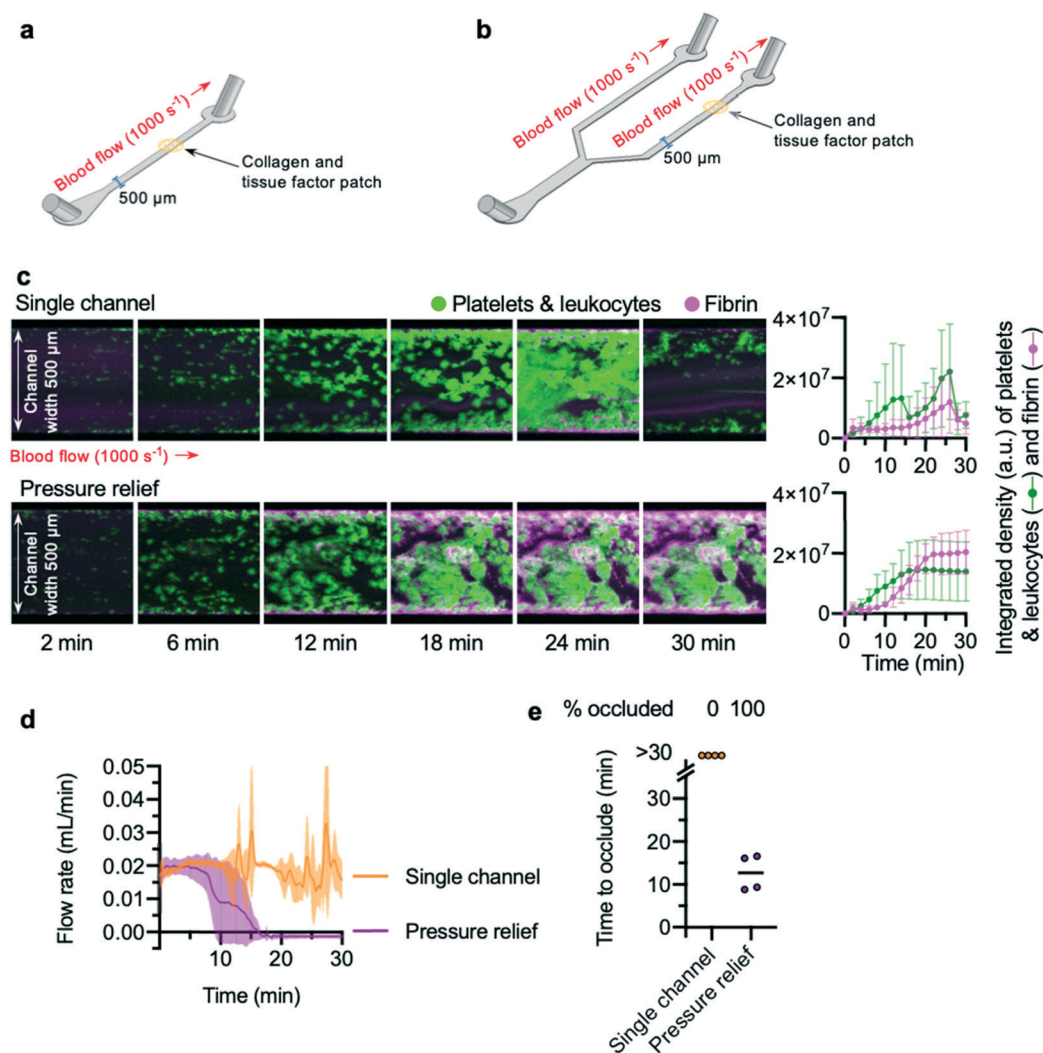 a
Blood flow (1000 s⁻¹) →
Collagen and
tissue factor patch
500 µm
b
Blood flow (1000 s⁻¹) →
Blood flow (1000 s⁻¹) →
Collagen and
tissue factor patch
500 µm
c
Single channel
Platelets & leukocytes
Fibrin
Channel
width 500 µm
Blood flow (1000 s⁻¹) →
Pressure relief
Channel
width 500 µm
2 min
6 min
12 min
18 min
24 min
30 min
4×10⁷
2×10⁷
0
0 10 20 30
4×10⁷
2×10⁷
0
0 10 20 30
Time (min)
Integrated density (a.u.) of platelets
& leukocytes ( ) and fibrin ( )
d
0.05
0.04
0.03
0.02
0.01
0.00
Flow rate (mL/min)
10 20 30
Time (min)
Single channel
Pressure relief
e
% occluded 0 100
>30
30
20
10
0
Time to occlude (min)
Single channel
Pressure relief